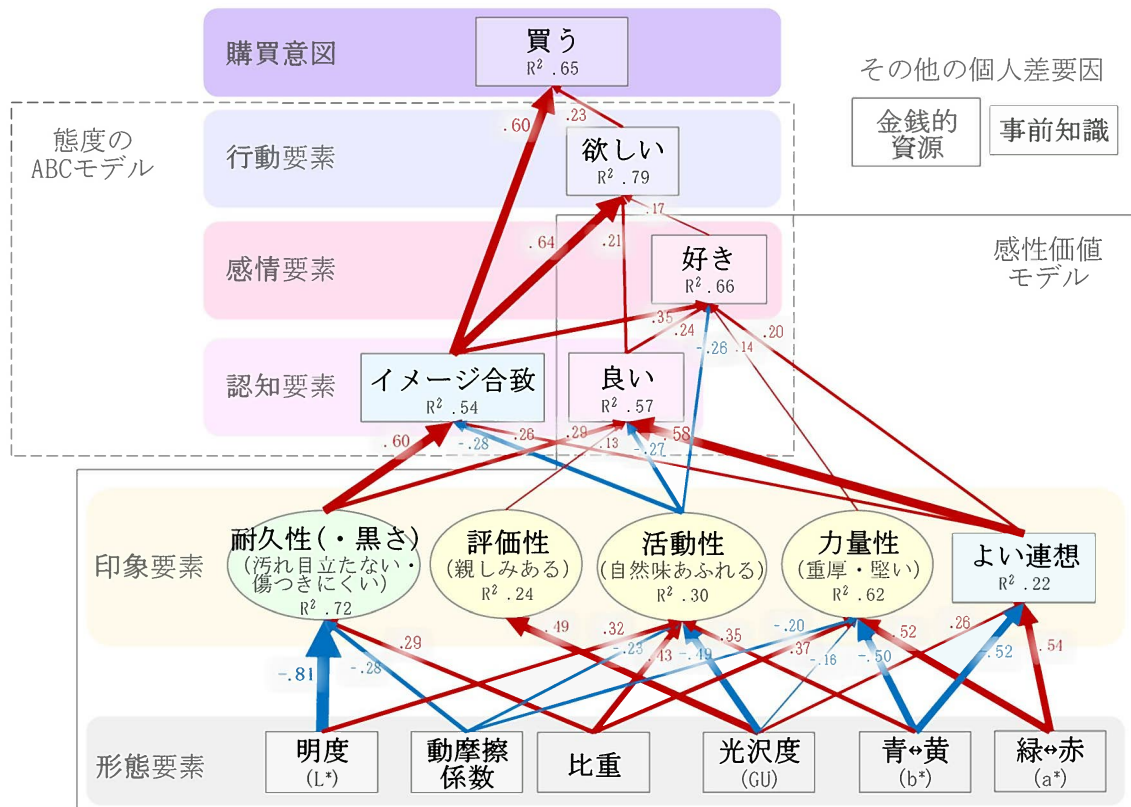 購買意図
買う
R² .65
その他の個人差要因
金銭的
資源
事前知識
態度の
ABCモデル
.60
.23
行動要素
欲しい
R² .79
.64
.21
.17
感情要素
好き
R² .66
感性価値
モデル
.35
.24
-.26
.14
.20
認知要素
イメージ合致
R² .54
良い
R² .57
.60
-.28
.26
.29
.13
-.27
.58
印象要素
耐久性(・黒さ)
(汚れ目立たない・
傷つきにくい)
R² .72
評価性
(親しみある)
R² .24
活動性
(自然味あふれる)
R² .30
力量性
(重厚・堅い)
R² .62
よい連想
R² .22
-.81
-.28
.29
.49
.32
-.23
.43
-.49
.35
-.20
.37
-.16
-.50
.52
.26
-.52
.54
形態要素
明度
(L*)
動摩擦
係数
比重
光沢度
(GU)
青↔黄
(b*)
緑↔赤
(a*)